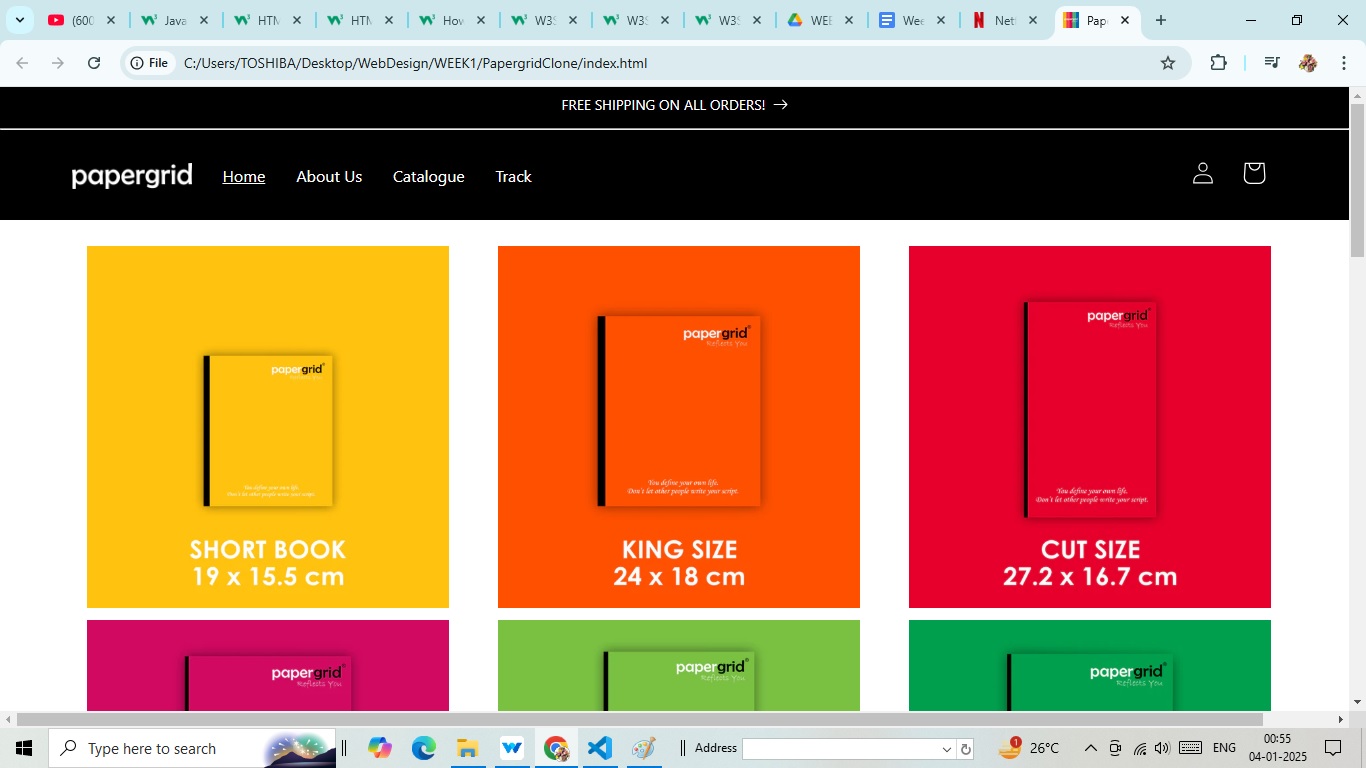 (600
Java
HTM
HTM
How
W3S
W3S
W3S
WEE
Wee
Netf
Pap
File
C:/Users/TOSHIBA/Desktop/WebDesign/WEEK1/PapergridClone/index.html
FREE SHIPPING ON ALL ORDERS!
papergrid
Home
About Us
Catalogue
Track
papergrid
You define your own life.
Don't let other people write your script.
SHORT BOOK
19 x 15.5 cm
papergrid
Reflects You
You define your own life.
Don't let other people write your script.
KING SIZE
24 x 18 cm
papergrid
Reflects You
You define your own life.
Don't let other people write your script.
CUT SIZE
27.2 x 16.7 cm
papergrid
Reflects You
papergrid
Reflects You
papergrid
Reflects You
Type here to search
Address
1
26°C
ENG
00:55
04-01-2025